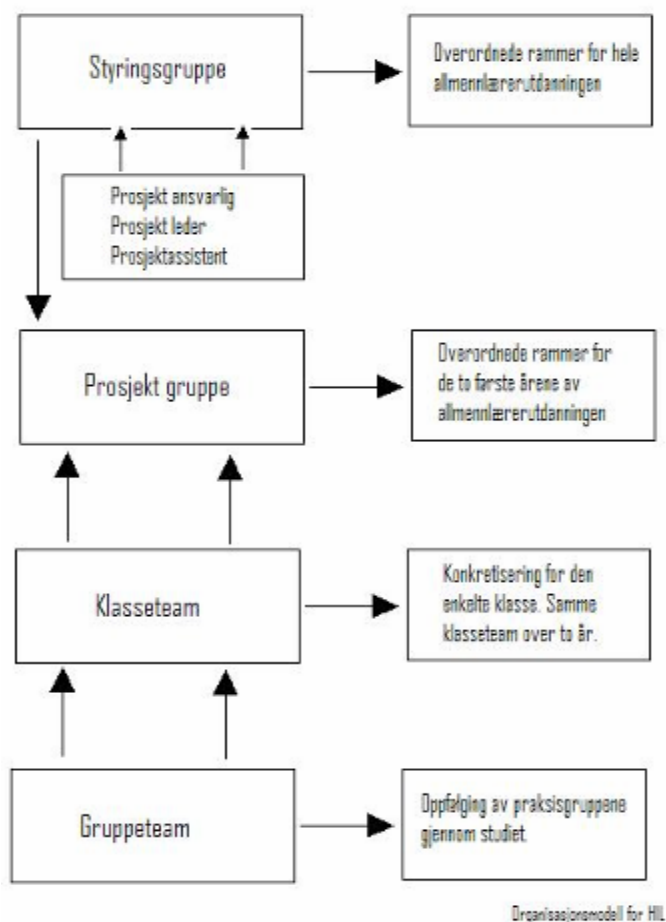 Styringsgruppe
Overordnede rammer for hele
allmennlærerutdanningen
Prosjekt ansvarlig
Prosjekt leder
Prosjektassistent
Prosjekt gruppe
Overordnede rammer for
de to første årene av
allmennlærerutdanningen
Klasseteam
Konkretisering for den
enkelte klasse. Samme
klasseteam over to år.
Gruppeteam
Oppfølging av praksisgruppene
gjennom studiet
Organisasjonsmodell for HIL